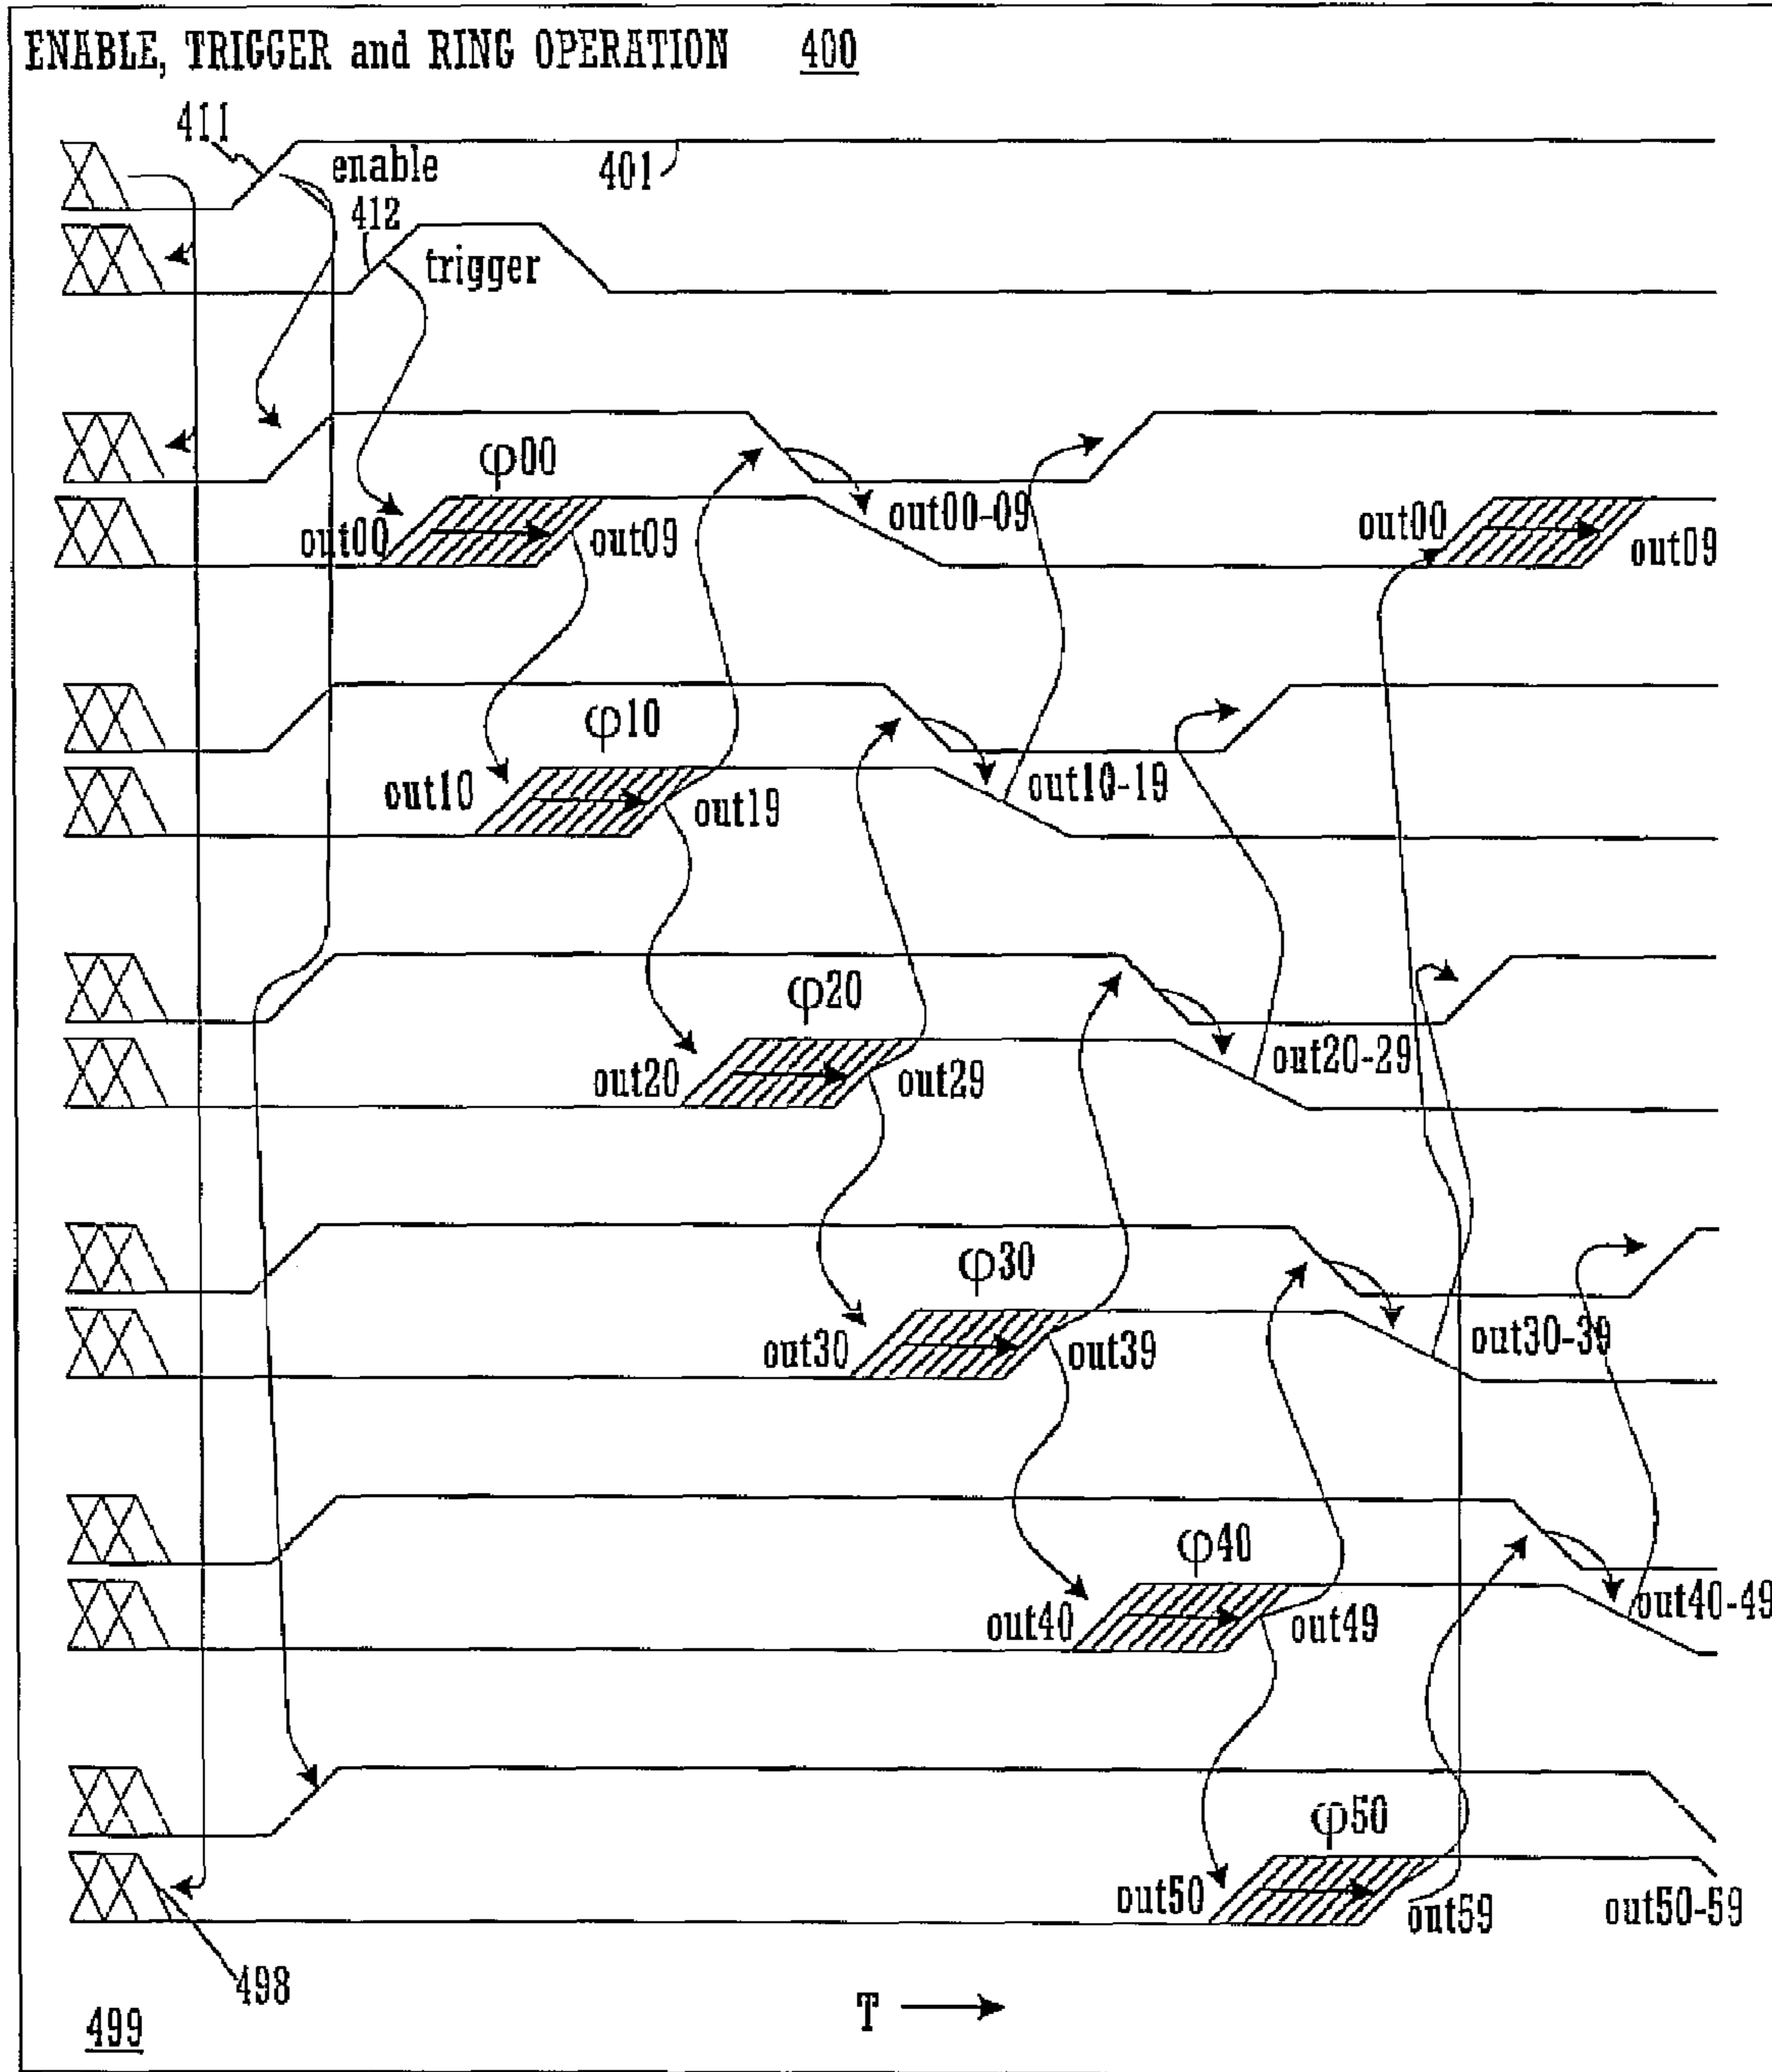 ENABLE, TRIGGER and RING OPERATION 400
411
enable
401
412
trigger
φ00
out00
out09
out00-09
out00
out09
φ10
out10
out19
out10-19
φ20
out20
out29
out20-29
φ30
out30
out39
out30-39
φ40
out40
out49
out40-49
φ50
out50
out59
out50-59
498
499
T